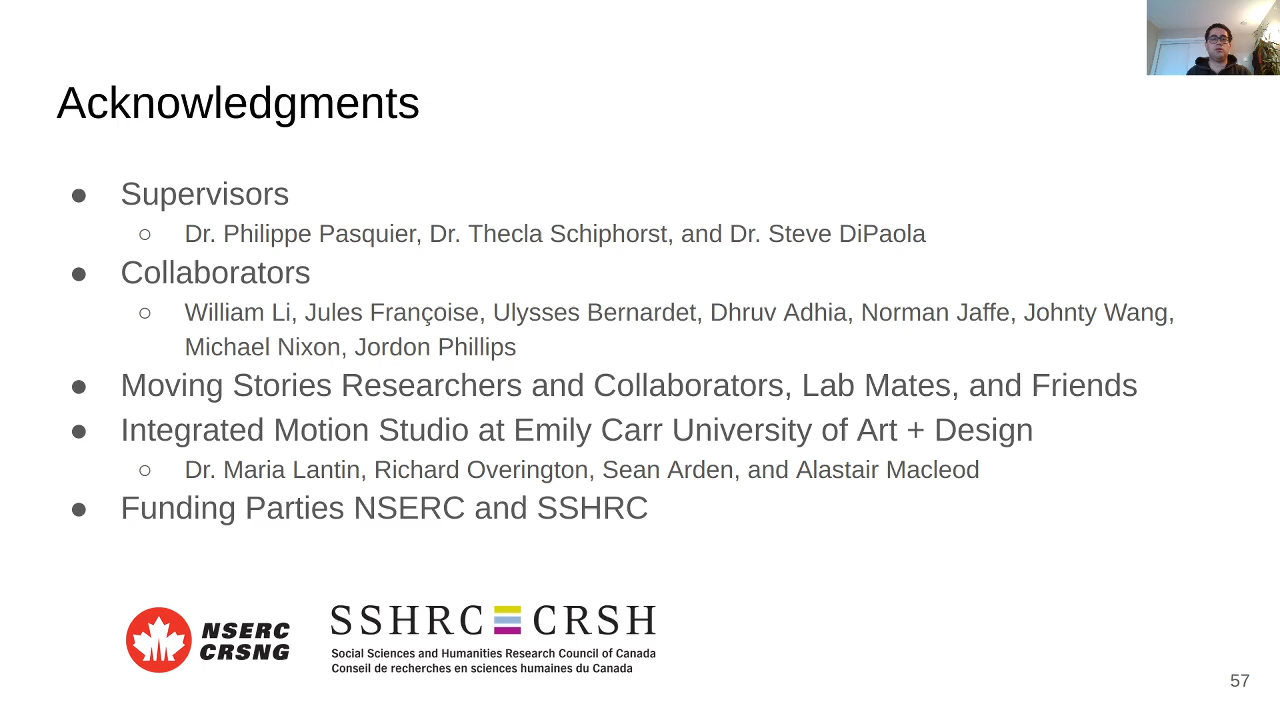 Acknowledgments
● Supervisors
○ Dr. Philippe Pasquier, Dr. Thecla Schiphorst, and Dr. Steve DiPaola
● Collaborators
○ William Li, Jules Françoise, Ulysses Bernardet, Dhruv Adhia, Norman Jaffe, Johnty Wang,
Michael Nixon, Jordon Phillips
● Moving Stories Researchers and Collaborators, Lab Mates, and Friends
● Integrated Motion Studio at Emily Carr University of Art + Design
○ Dr. Maria Lantin, Richard Overington, Sean Arden, and Alastair Macleod
● Funding Parties NSERC and SSHRC
NSERC
CRSNG
SSHRC CRSH
Social Sciences and Humanities Research Council of Canada
Conseil de recherches en sciences humaines du Canada
57